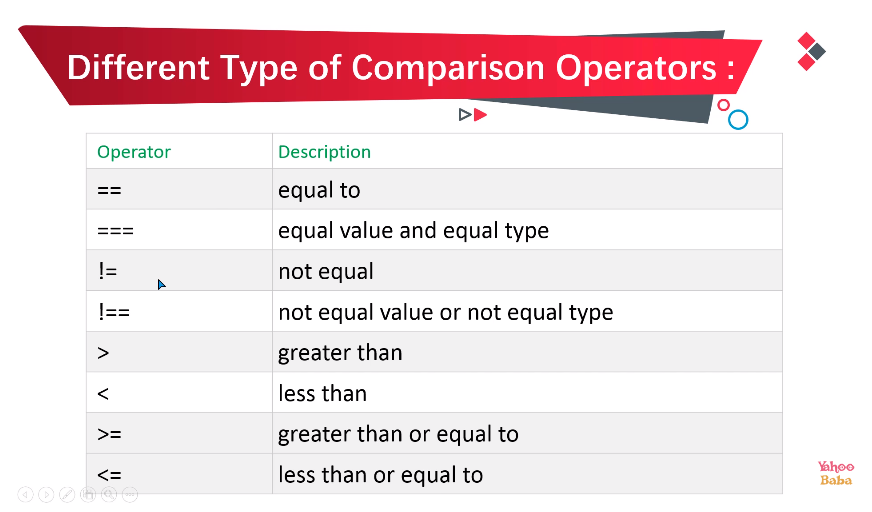 Different Type of Comparison Operators :
Operator Description
== equal to
=== equal value and equal type
!= not equal
!== not equal value or not equal type
> greater than
< less than
>= greater than or equal to
<= less than or equal to
Yahoo
Baba